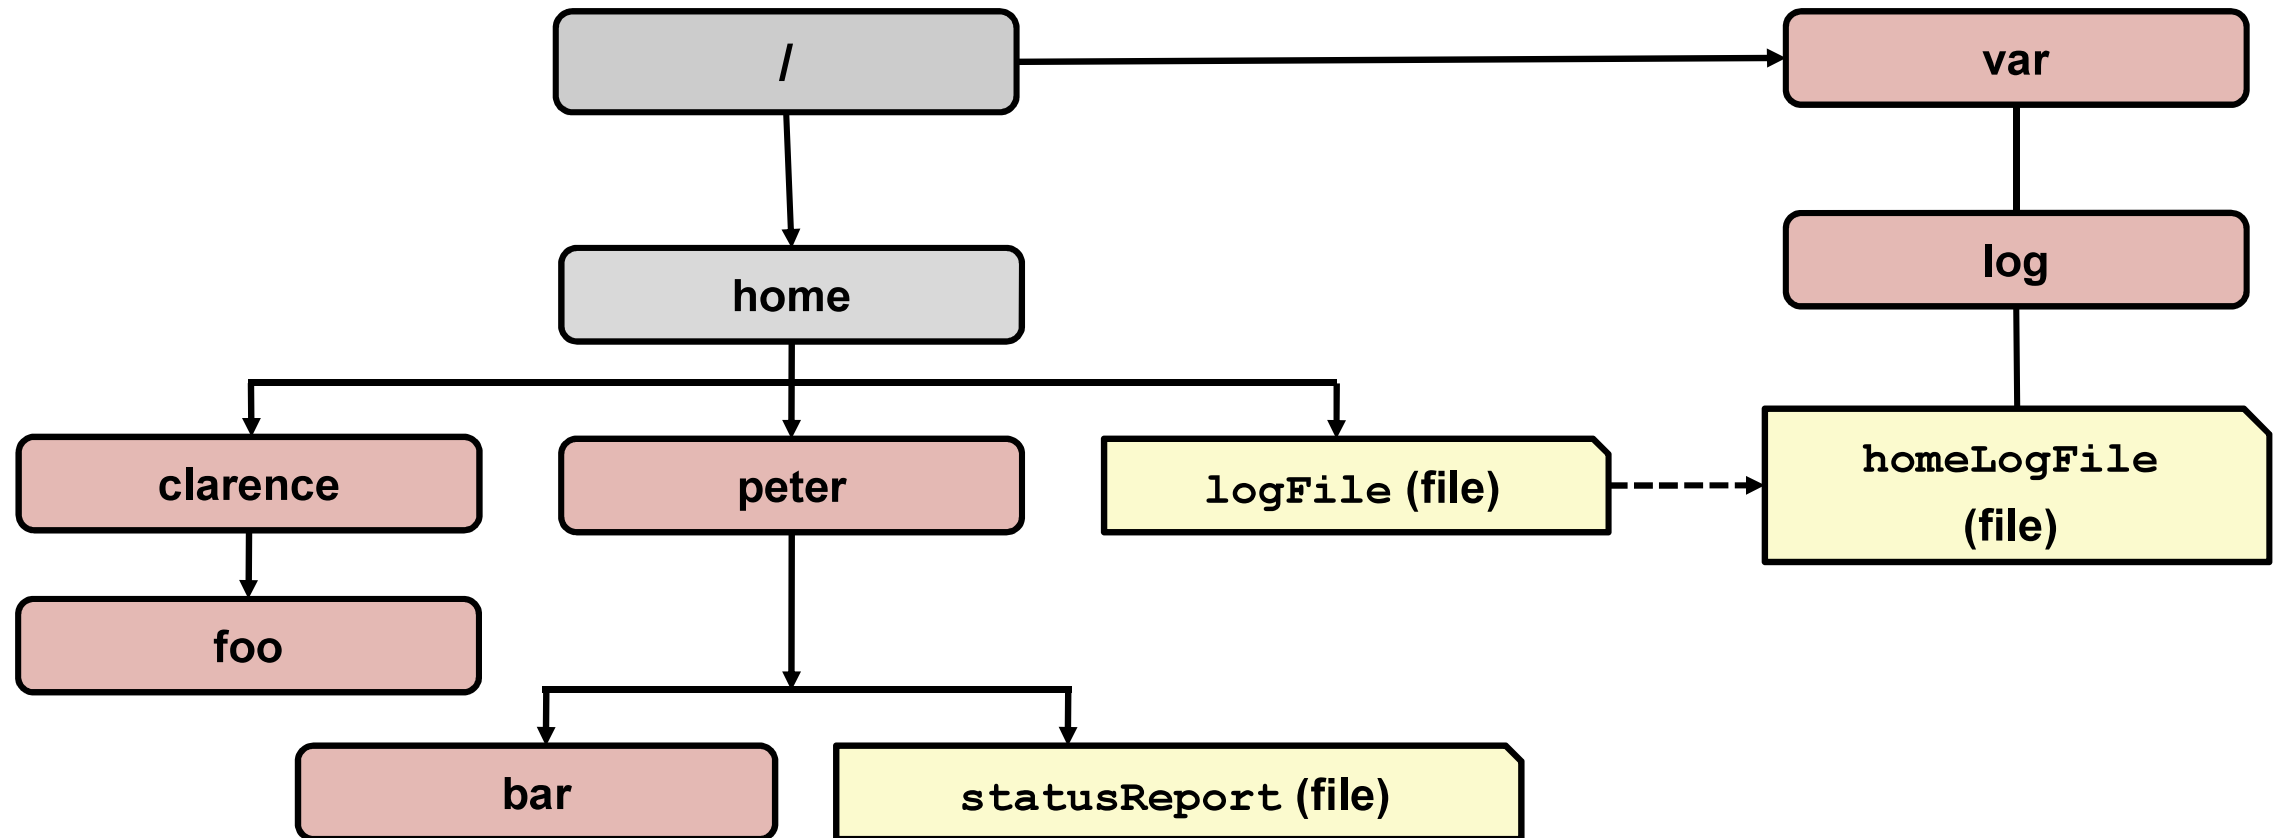 /
var
log
home
homeLogFile
(file)
clarence
peter
logFile (file)
foo
bar
statusReport (file)